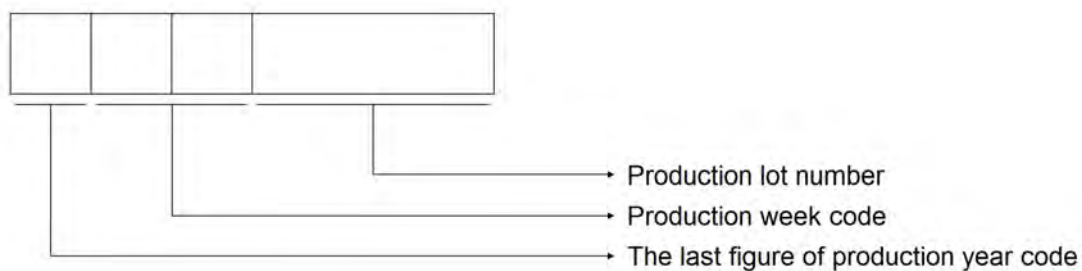 Production lot number
Production week code
The last figure of production year code